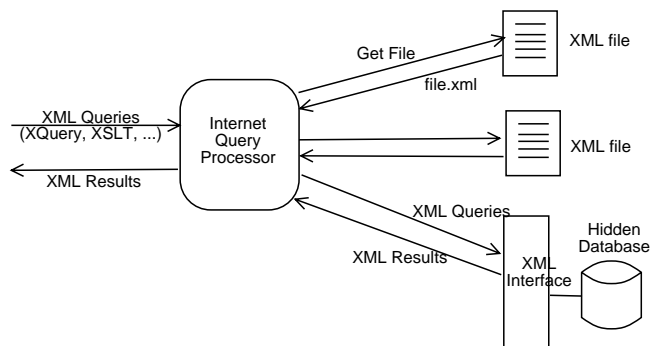 Get File
XML file
file.xml
XML Queries
(XQuery, XSLT, ...)
Internet
Query
Processor
XML file
XML Results
XML Queries
XML Results
Hidden
Database
XML
Interface